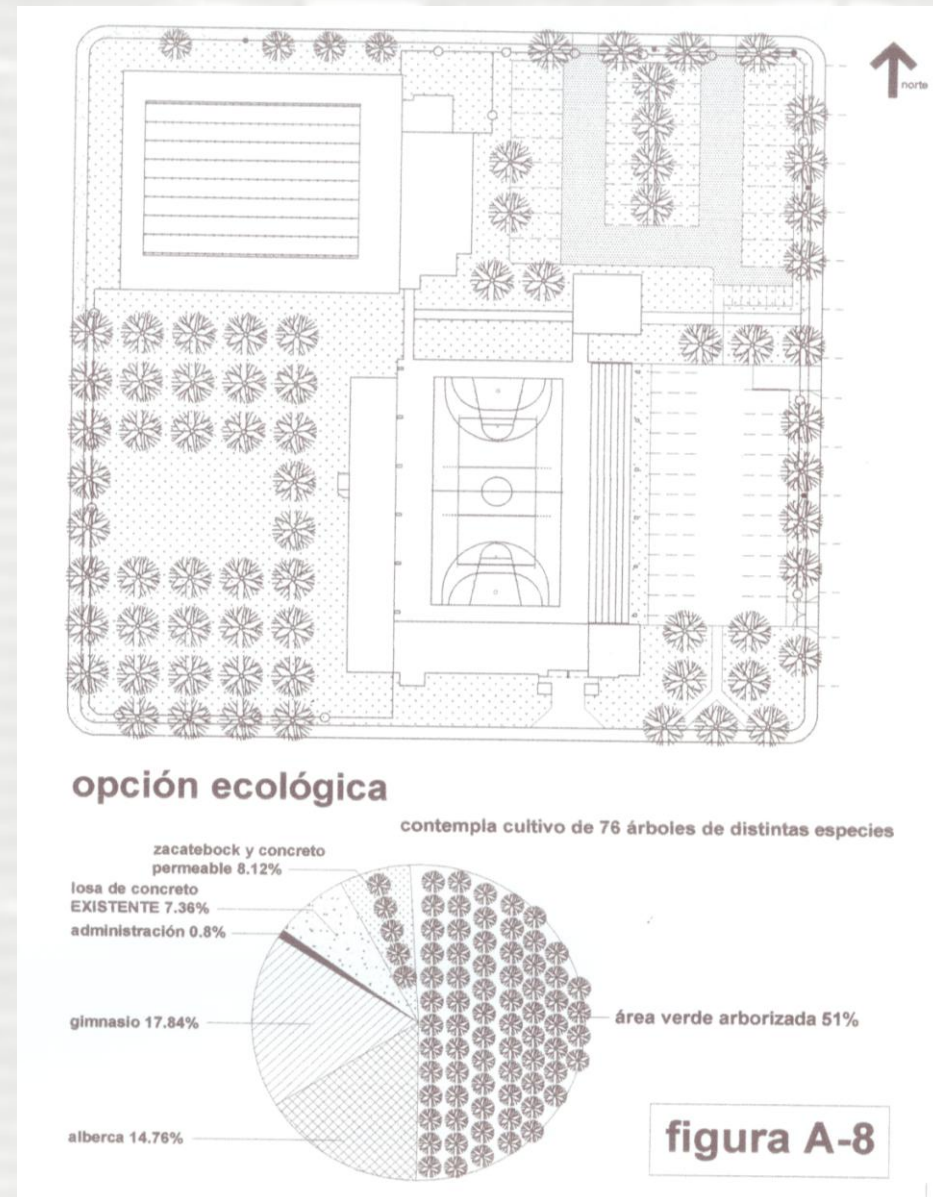 norte
opción ecológica
contempla cultivo de 76 árboles de distintas especies
zacatebock y concreto
permeable 8.12%
losa de concreto
EXISTENTE 7.36%
administración 0.8%
gimnasio 17.84%
área verde arborizada 51%
alberca 14.76%
figura A-8